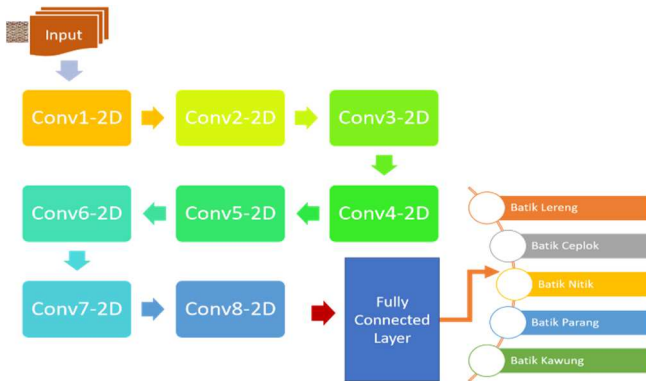 Input
Conv1-2D
Conv2-2D
Conv3-2D
Conv4-2D
Conv5-2D
Conv6-2D
Conv7-2D
Conv8-2D
Fully
Connected
Layer
Batik Lereng
Batik Ceplok
Batik Nitik
Batik Parang
Batik Kawung